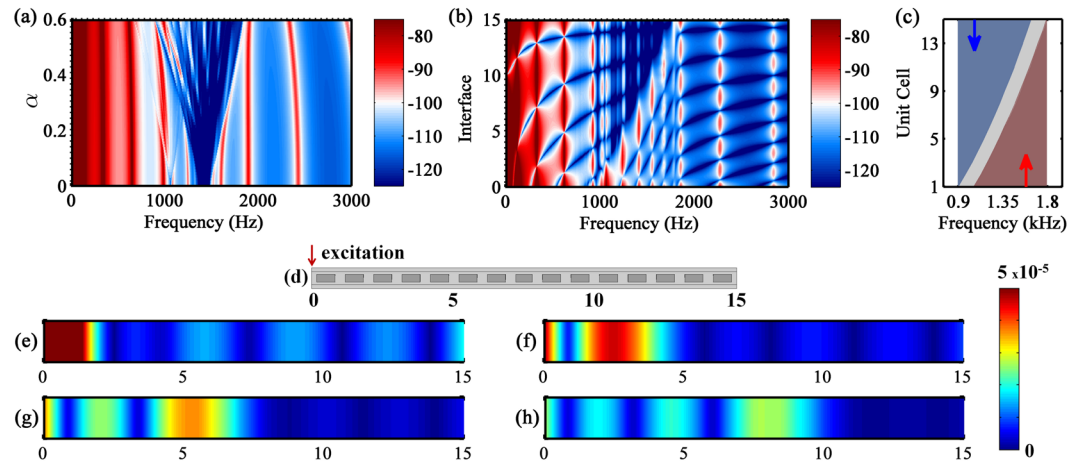 (a)
0.6
0.4
0.2
0
α
0 1000 2000 3000
Frequency (Hz)
-80
-90
-100
-110
-120
(b)
15
10
5
0
Interface
0 1000 2000 3000
Frequency (Hz)
-80
-90
-100
-110
-120
(c)
13
9
5
1
Unit Cell
0.9 1.35 1.8
Frequency (kHz)
excitation
(d)
0 5 10 15
(e)
0 5 10 15
(f)
0 5 10 15
(g)
0 5 10 15
(h)
0 5 10 15
5 x10-5
0